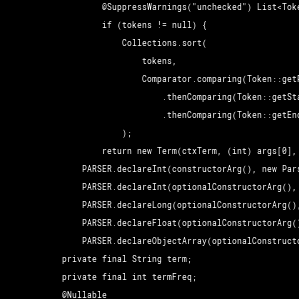 @SuppressWarnings("unchecked") List<Toke
if (tokens != null) {
Collections.sort(
tokens,
Comparator.comparing(Token::getP
.thenComparing(Token::getSta
.thenComparing(Token::getEnd
);
return new Term(ctxTerm, (int) args[0],
PARSER.declareInt(constructorArg(), new Pars
PARSER.declareInt(optionalConstructorArg(),
PARSER.declareLong(optionalConstructorArg(),
PARSER.declareFloat(optionalConstructorArg()
PARSER.declareObjectArray(optionalConstructo
private final String term;
private final int termFreq;
@Nullable